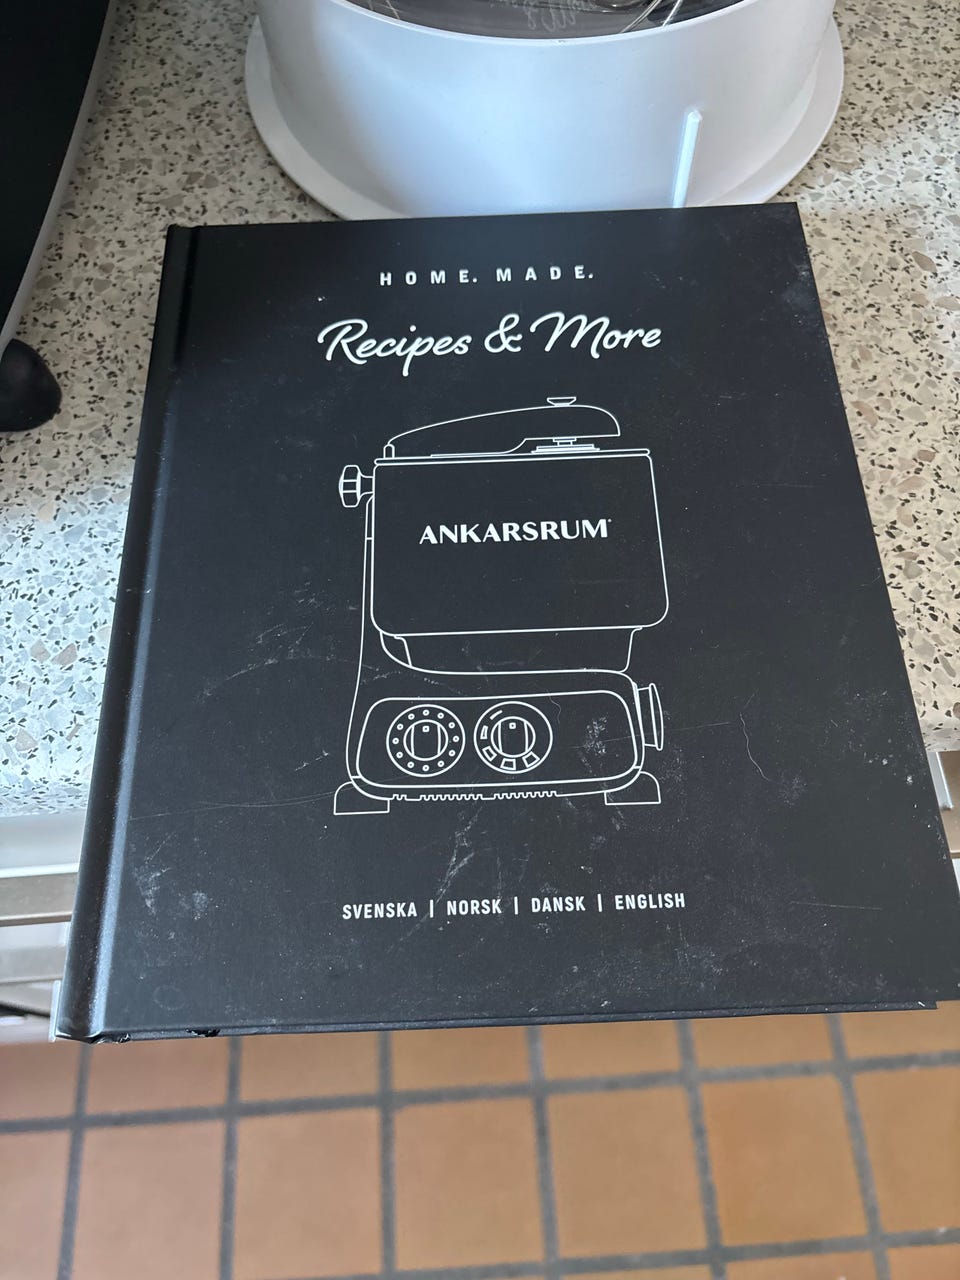 HOME. MADE.
Recipes & More
ANKARSRUM
SVENSKA | NORSK | DANSK | ENGLISH